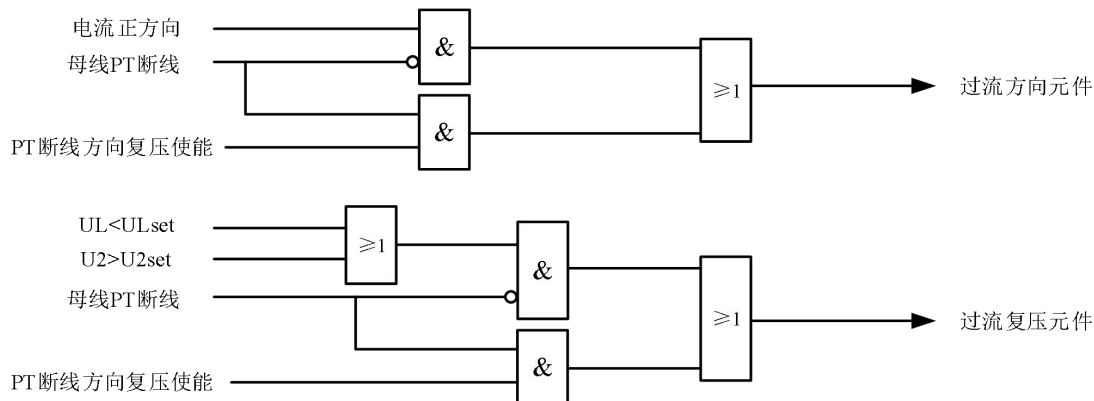 电流正方向
&
母线PT断线
≥1
过流方向元件
&
PT断线方向复压使能
UL<ULset
≥1
U2>U2set
&
母线PT断线
≥1
过流复压元件
&
PT断线方向复压使能